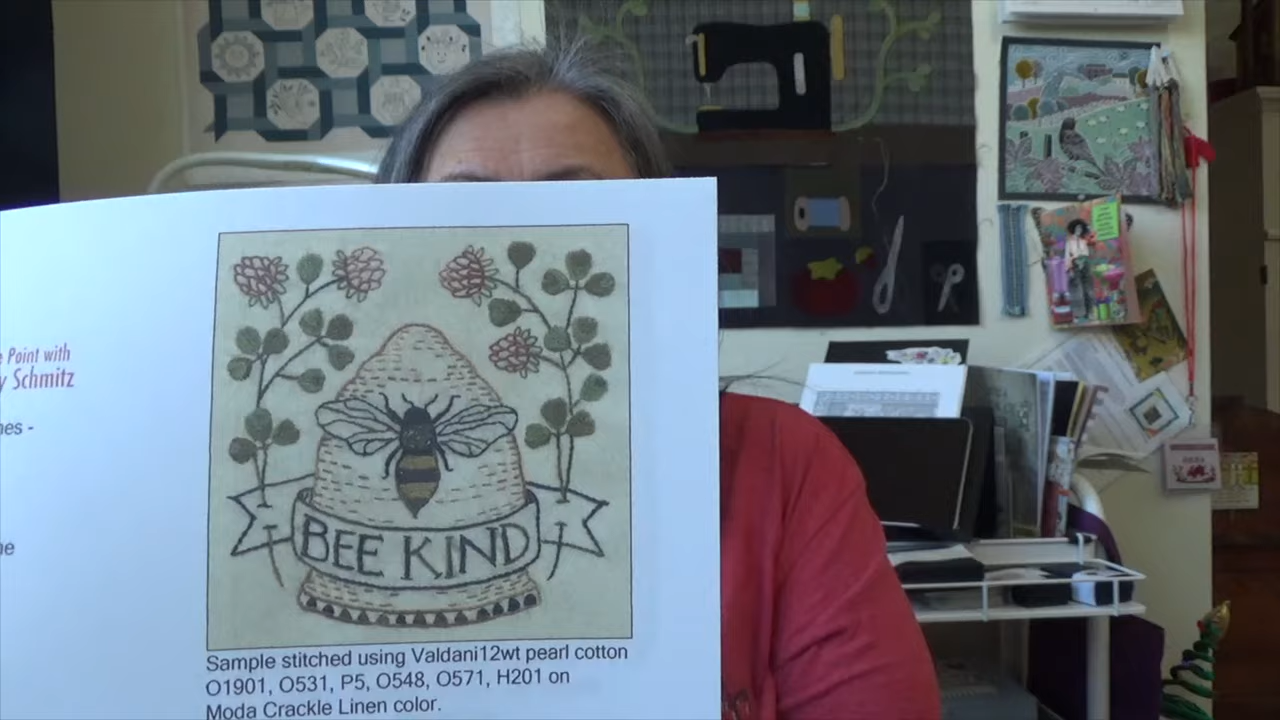 e Point with
y Schmitz
nes -
ne
BEE KIND
Sample stitched using Valdani12wt pearl cotton
O1901, O531, P5, O548, O571, H201 on
Moda Crackle Linen color.